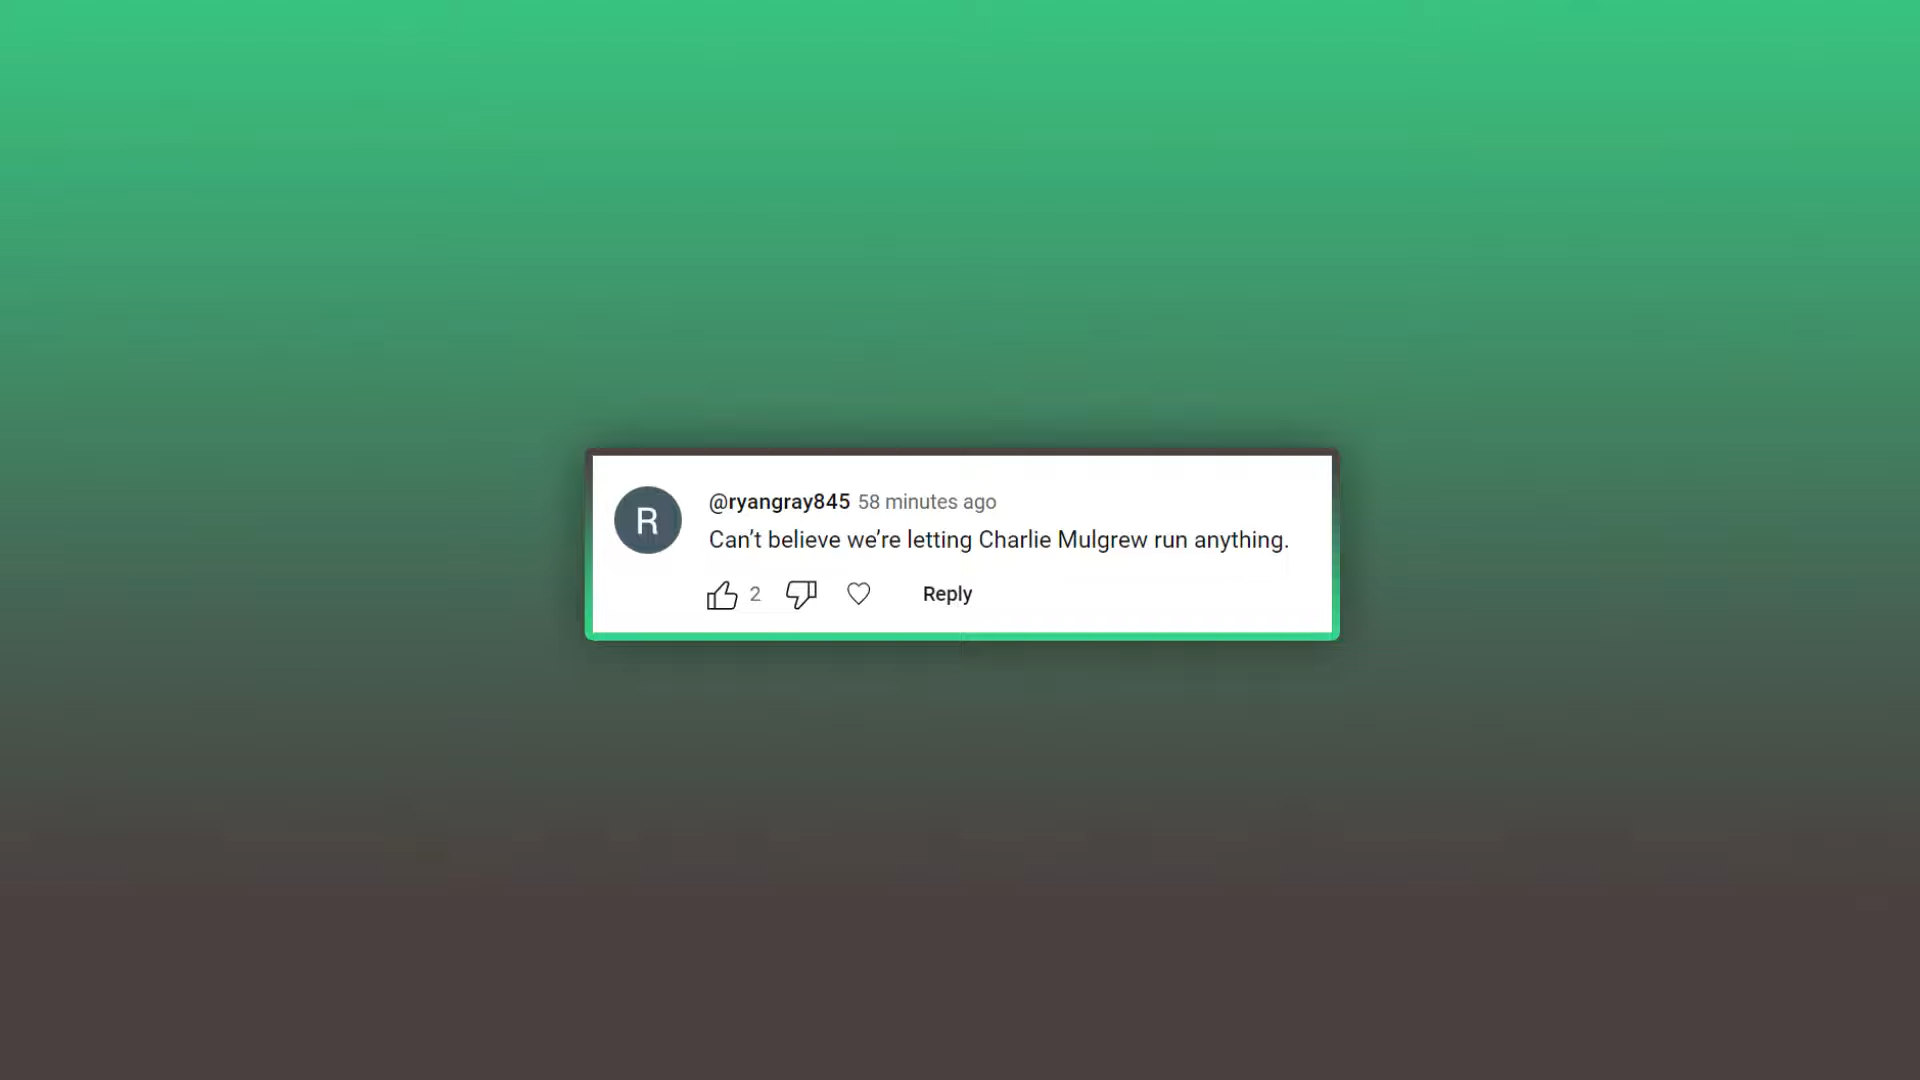 R
@ryangray845 58 minutes ago
Can’t believe we’re letting Charlie Mulgrew run anything.
2 Reply